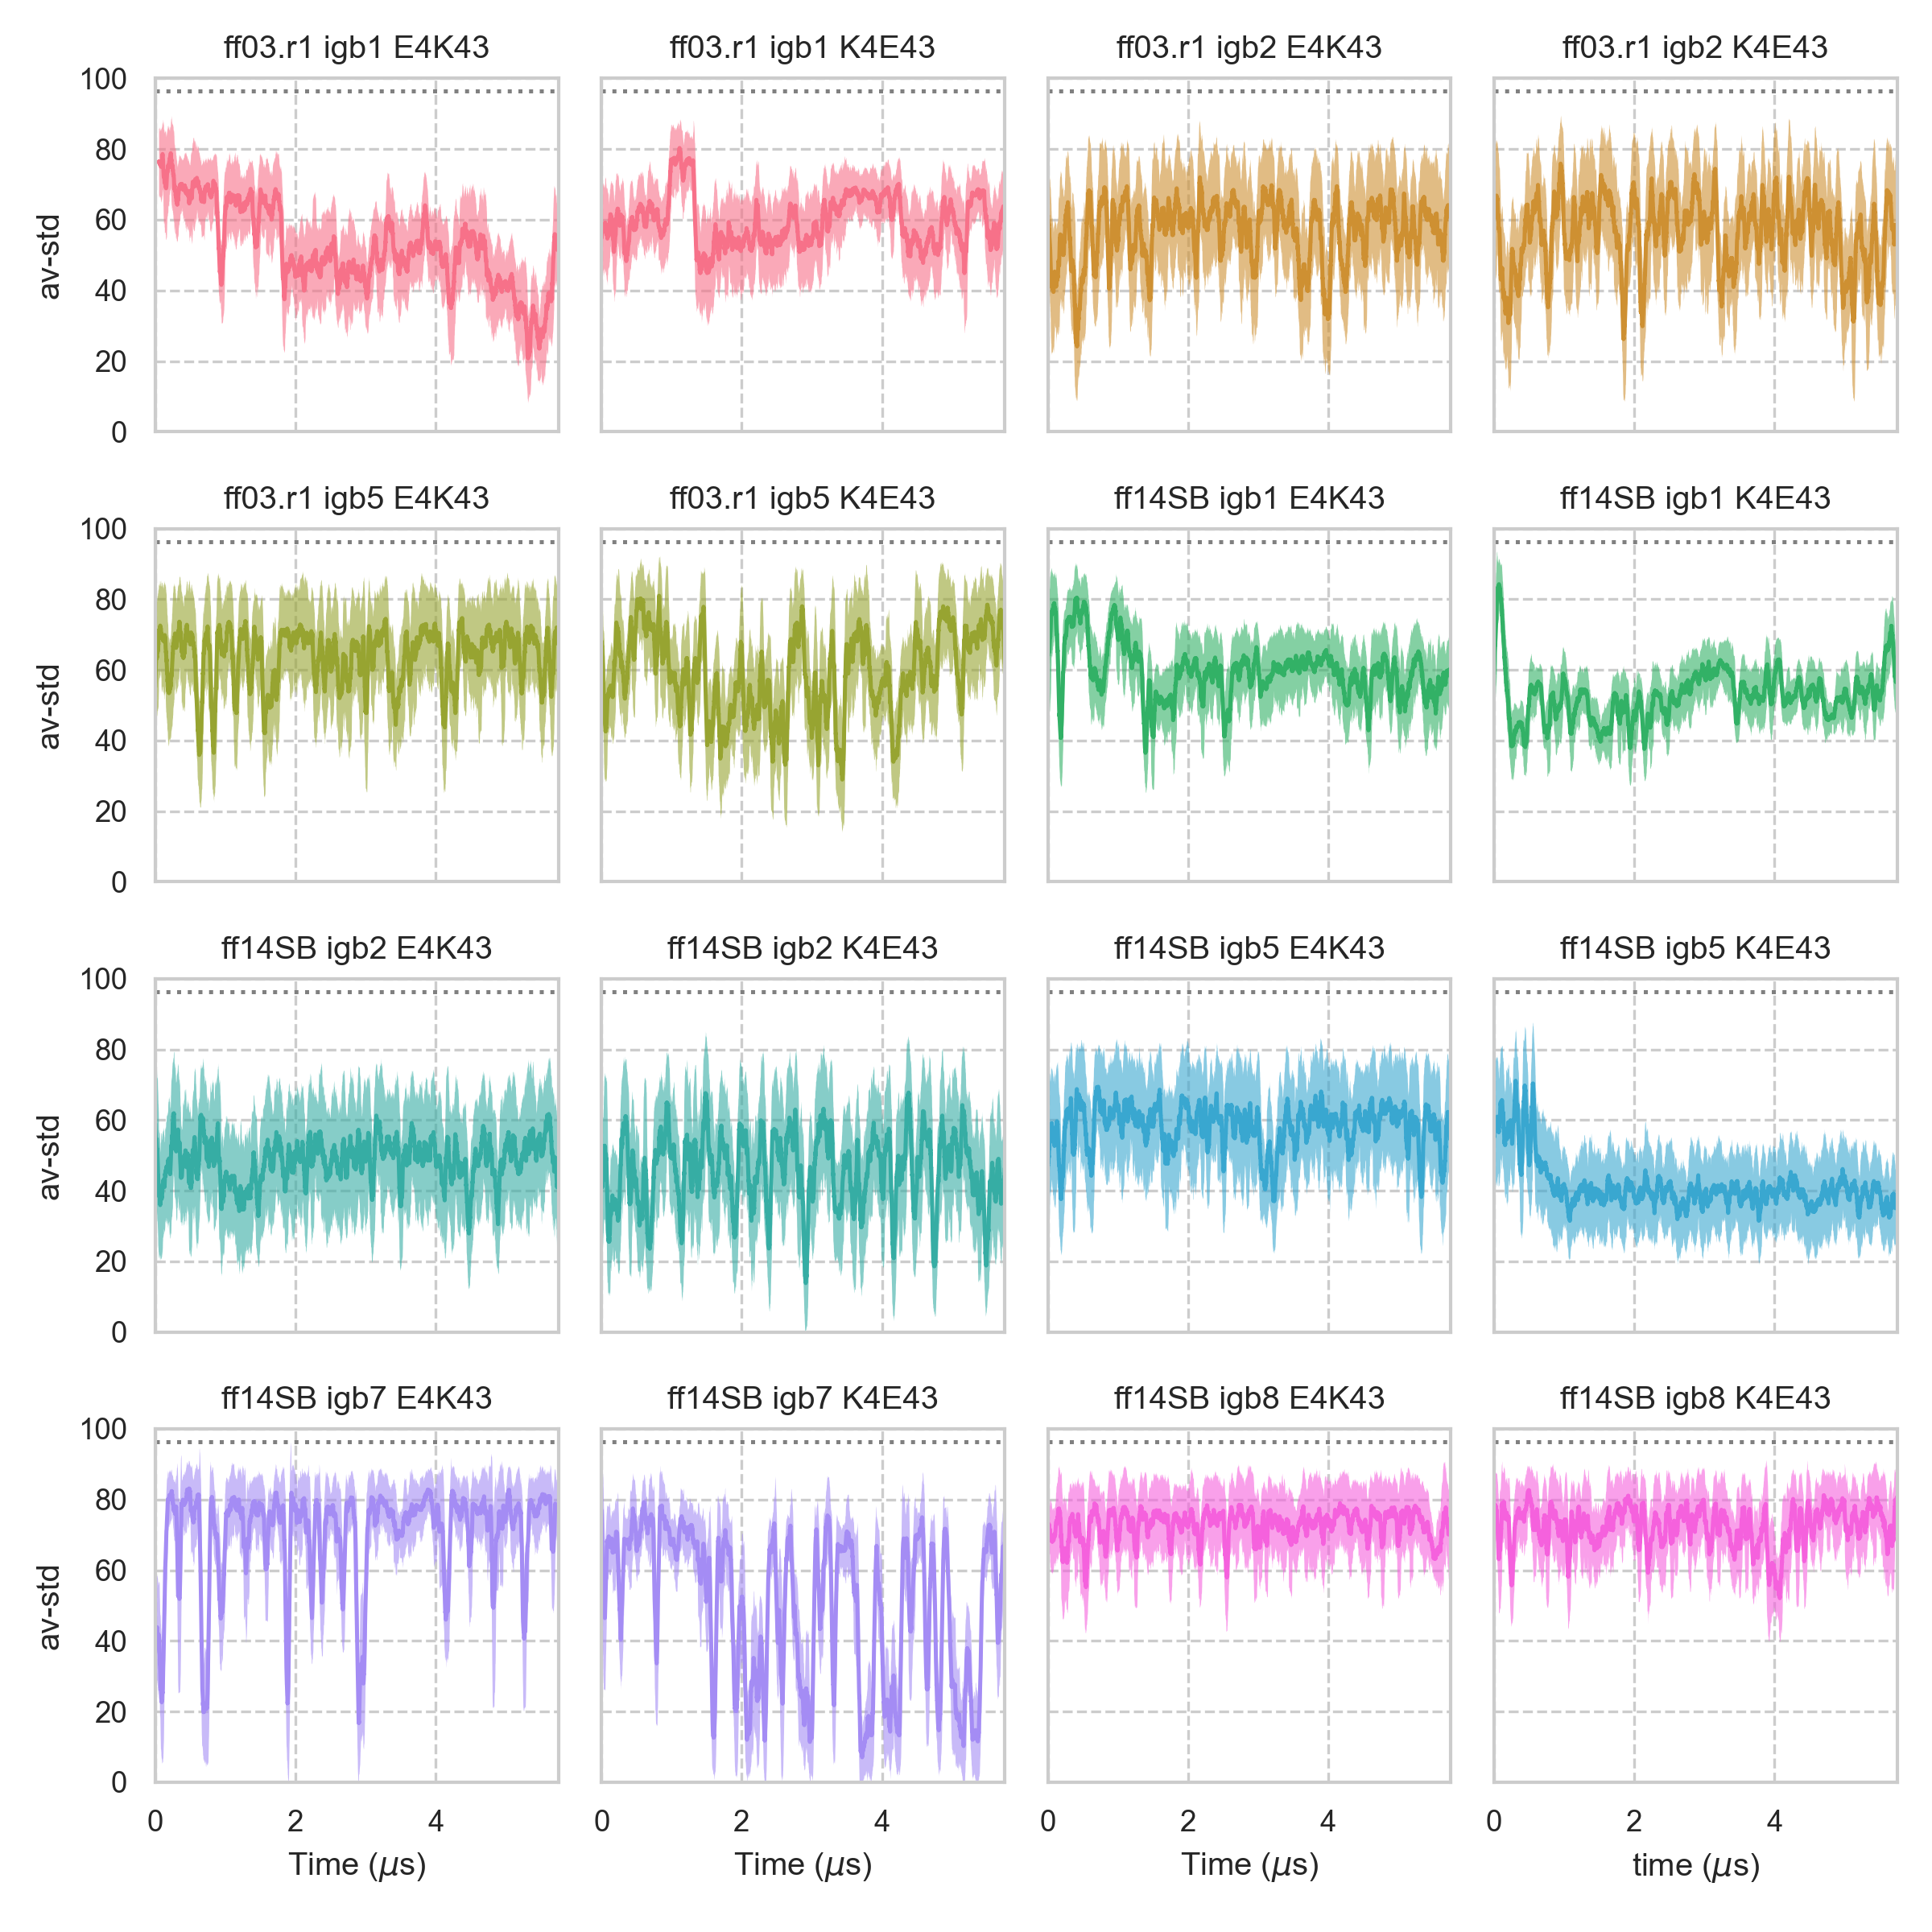 ff03.r1 igb1 E4K43 ff03.r1 igb1 K4E43 ff03.r1 igb2 E4K43 ff03.r1 igb2 K4E43
100
80
60
40
20
0
av-std
ff03.r1 igb5 E4K43 ff03.r1 igb5 K4E43 ff14SB igb1 E4K43 ff14SB igb1 K4E43
100
80
60
40
20
0
av-std
ff14SB igb2 E4K43 ff14SB igb2 K4E43 ff14SB igb5 E4K43 ff14SB igb5 K4E43
100
80
60
40
20
0
av-std
ff14SB igb7 E4K43 ff14SB igb7 K4E43 ff14SB igb8 E4K43 ff14SB igb8 K4E43
100
80
60
40
20
0
av-std
0 2 4 0 2 4 0 2 4 0 2 4
Time (μs) Time (μs) Time (μs) time (μs)